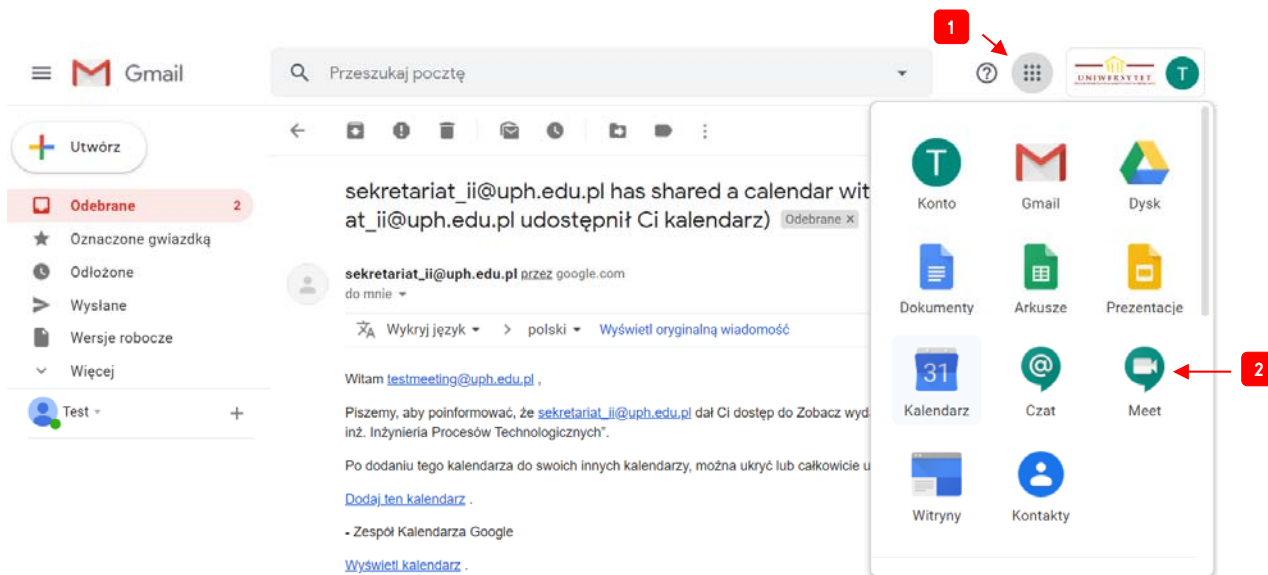 1
Gmail
Przeszukaj pocztę
UNIWERSYTET
T
Utwórz
Odebrane 2
Oznaczone gwiazdką
Odłożone
Wysłane
Wersje robocze
Więcej
Test
sekretariat_ii@uph.edu.pl has shared a calendar wit
at_ii@uph.edu.pl udostępnił Ci kalendarz) Odebrane ×
sekretariat_ii@uph.edu.pl przez google.com
do mnie
Wykryj język > polski Wyświetl oryginalną wiadomość
Witam testmeeting@uph.edu.pl ,
Piszemy, aby poinformować, że sekretariat_ii@uph.edu.pl dał Ci dostęp do Zobacz wyd
inż. Inżynieria Procesów Technologicznych”.
Po dodaniu tego kalendarza do swoich innych kalendarzy, można ukryć lub całkowicie u
Dodaj ten kalendarz .
- Zespół Kalendarza Google
Wyświetl kalendarz .
T
Konto Gmail Dysk
Dokumenty Arkusze Prezentacje
31
Kalendarz Czat Meet
2
Witryny Kontakty